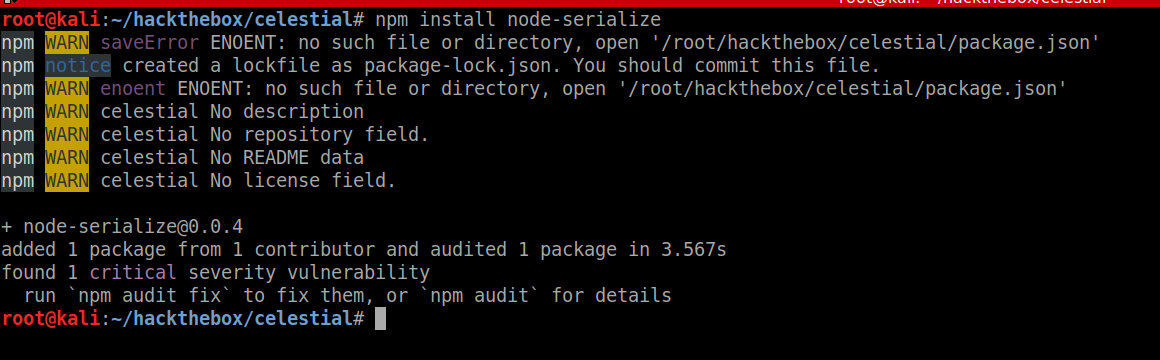 root@kali: ~/hackthebox/celestial
root@kali:~/hackthebox/celestial# npm install node-serialize
npm WARN saveError ENOENT: no such file or directory, open '/root/hackthebox/celestial/package.json'
npm notice created a lockfile as package-lock.json. You should commit this file.
npm WARN enoent ENOENT: no such file or directory, open '/root/hackthebox/celestial/package.json'
npm WARN celestial No description
npm WARN celestial No repository field.
npm WARN celestial No README data
npm WARN celestial No license field.
+ node-serialize@0.0.4
added 1 package from 1 contributor and audited 1 package in 3.567s
found 1 critical severity vulnerability
run `npm audit fix` to fix them, or `npm audit` for details
root@kali:~/hackthebox/celestial#